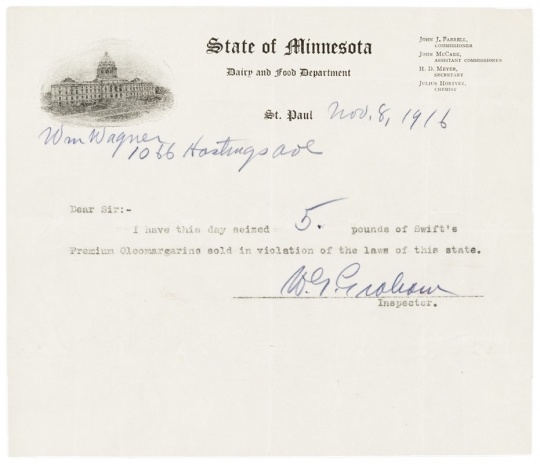 State of Minnesota
Dairy and Food Department
John J. Farrell,
Commissioner
John McCabe,
Assistant Commissioner
H. D. Meyer,
Secretary
Julius Hortvet,
Chemist
St. Paul Nov. 8, 1916
Wm Wagner
1066 Hastings ave
Dear Sir:-
I have this day seized 5. pounds of Swift's
Premium Oleomargarine sold in violation of the laws of this state.
W. G. Graham
Inspector.